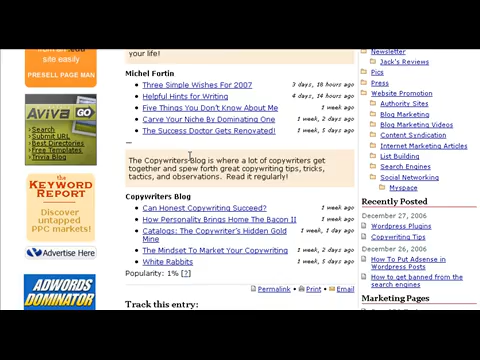 site easily
PRESELL PAGE MAN
AVIVA
GO
Search
Submit URL
Best Directories
Free Templates
Trivia Blog
the
KEYWORD
REPORT
Discover
untapped
PPC markets!
Advertise Here
ADWORDS
DOMINATOR
your life!
Michel Fortin
Three Simple Wishes For 2007 3 days, 18 hours ago
Helpful Hints for Writing 4 days, 14 hours ago
Five Things You Don't Know About Me 1 week ago
Carve Your Niche By Dominating One 1 week, 2 days ago
The Success Doctor Gets Renovated! 1 week, 5 days ago
The Copywriters Blog is where a lot of copywriters get
together and spew forth great copywriting tips, tricks,
tactics, and observations. Read it regularly!
Copywriters Blog
Can Honest Copywriting Succeed? 1 week ago
How Personality Brings Home The Bacon II 1 week ago
Catalogs: The Copywriter's Hidden Gold 1 week, 1 day ago
Mine
The Mindset To Market Your Copywriting 1 week ago
White Rabbits 1 week, 5 days ago
Popularity: 1% [?]
Permalink • Print • Email
Track this entry:
Newsletter
Jack's Reviews
Pics
Press
Website Promotion
Authority Sites
Blog Marketing
Blog Marketing Videos
Content Syndication
Internet Marketing Articles
List Building
Search Engines
Social Networking
Myspace
Recently Posted
December 27, 2006
Wordpress Plugins
Copywriting Tips
December 26, 2006
How To Put Adsense in
Wordpress Posts
How to get banned from the
search engines
Marketing Pages